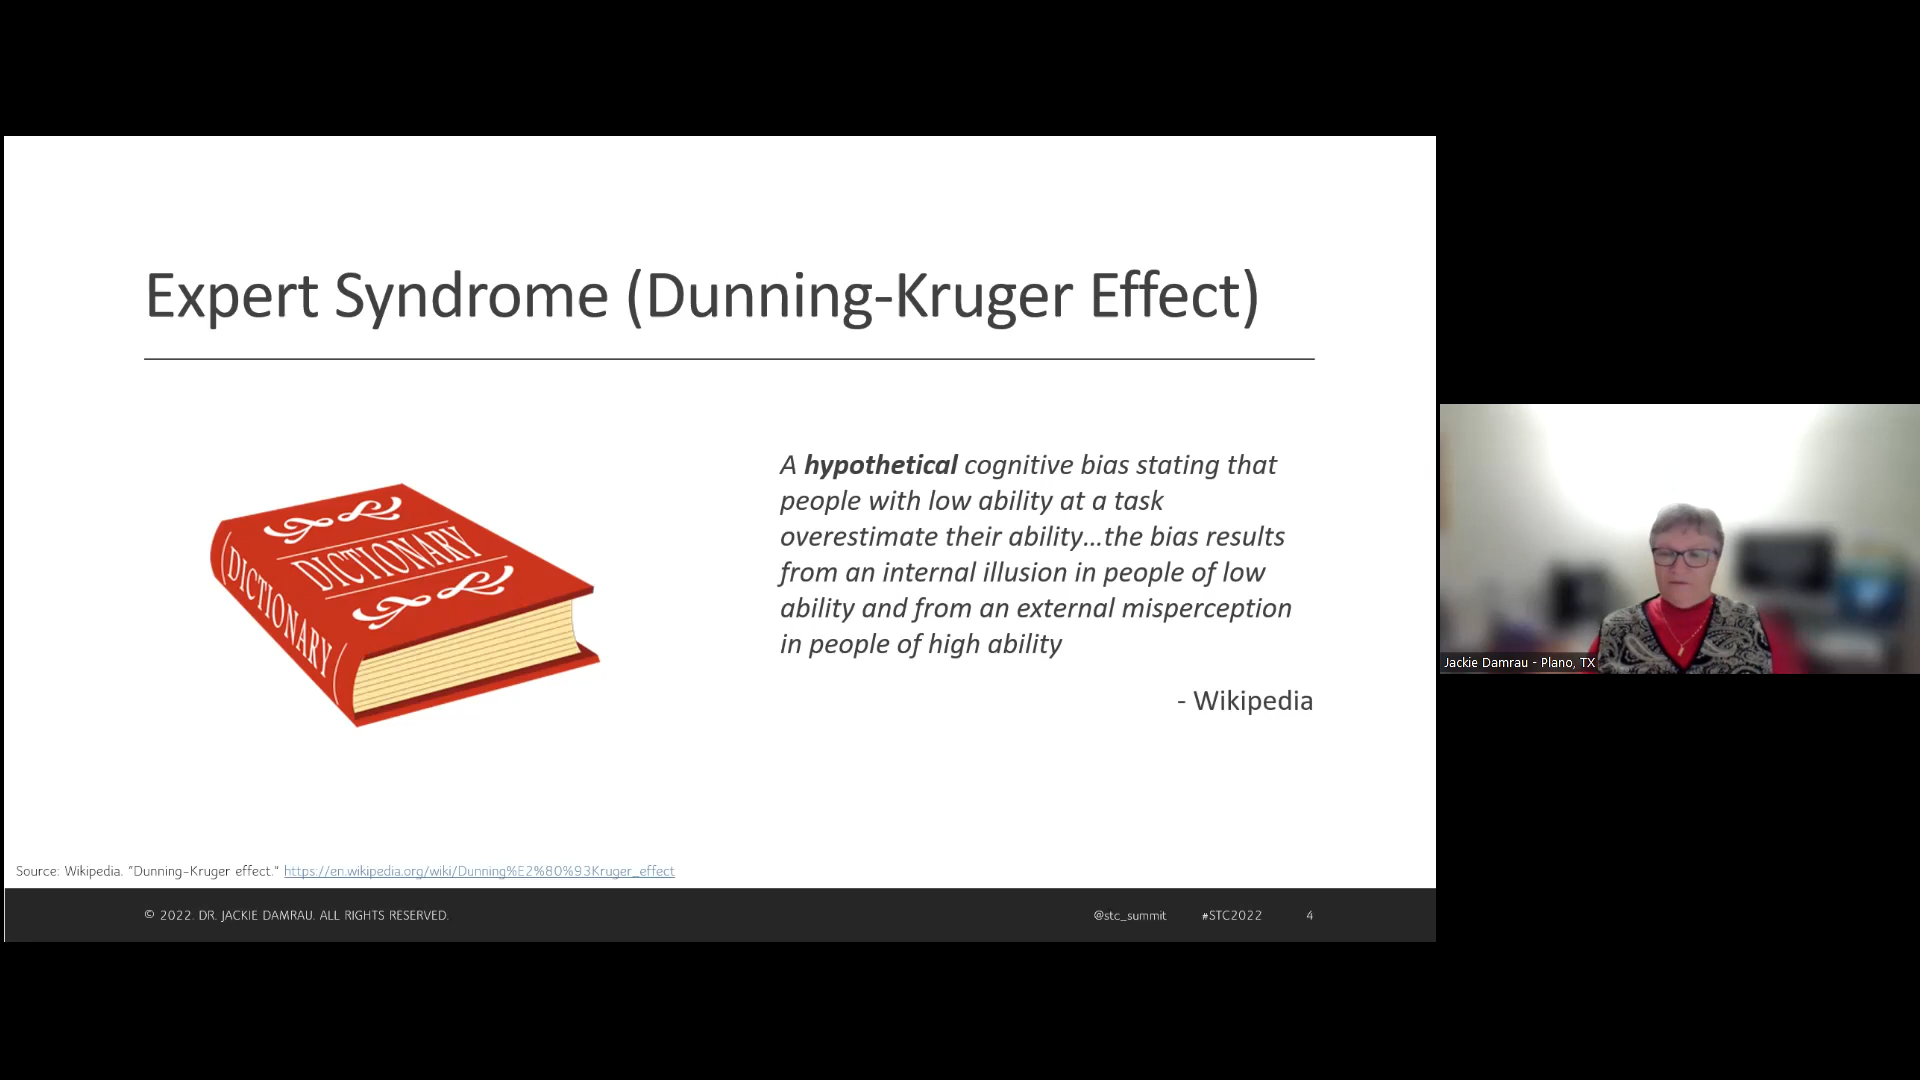 Expert Syndrome (Dunning-Kruger Effect)
DICTIONARY
DICTIONARY
A hypothetical cognitive bias stating that
people with low ability at a task
overestimate their ability...the bias results
from an internal illusion in people of low
ability and from an external misperception
in people of high ability
- Wikipedia
Jackie Damrau - Plano, TX
Source: Wikipedia. "Dunning-Kruger effect." https://en.wikipedia.org/wiki/Dunning%E2%80%93Kruger_effect
© 2022. DR. JACKIE DAMRAU. ALL RIGHTS RESERVED.
@stc_summit #STC2022 4